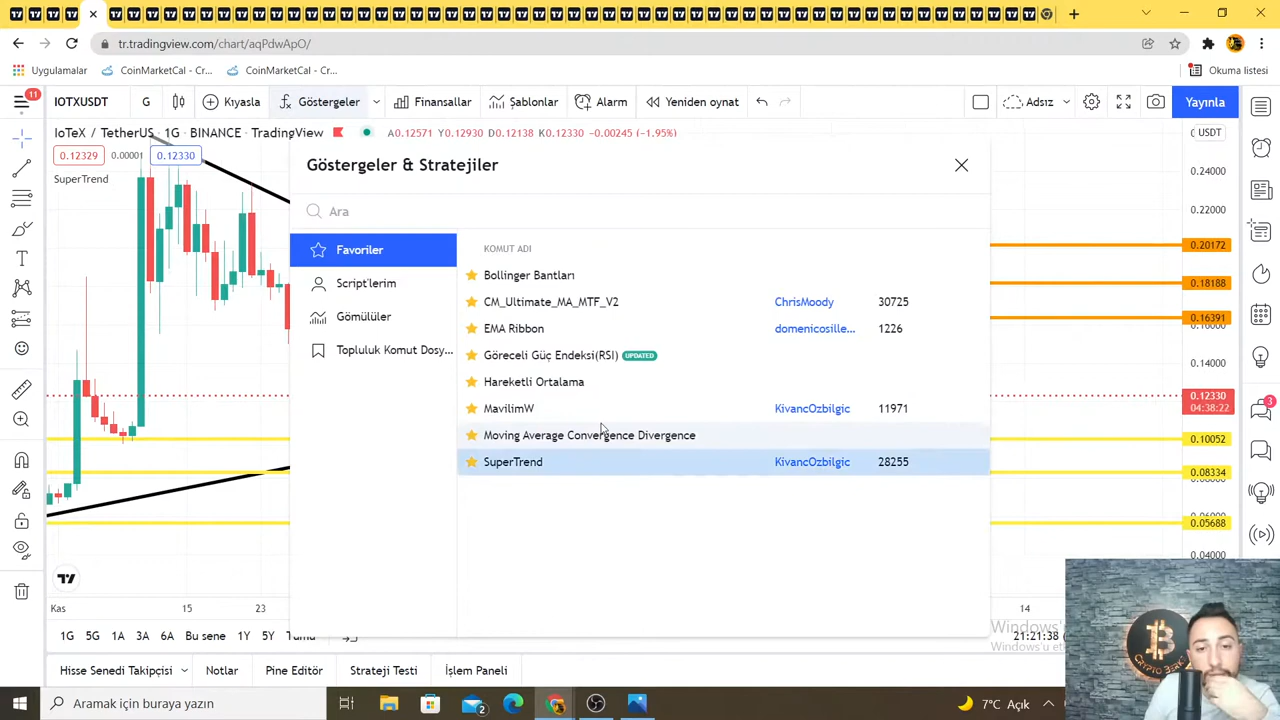 tr.tradingview.com/chart/aqPdwApO/
Uygulamalar
CoinMarketCal - Cr...
CoinMarketCal - Cr...
Okuma listesi
11
IOTXUSDT
G
Kıyasla
Göstergeler
Finansallar
Şablonlar
Alarm
Yeniden oynat
Adsız
Yayınla
IoTeX / TetherUS · 1G · BINANCE · TradingView
A0.12571 Y0.12930 D0.12138 K0.12330 −0.00245 (−1.95%)
USDT
0.12329
0.00001
0.12330
SuperTrend
Göstergeler & Stratejiler
Ara
Favoriler
Script'lerim
Gömülüler
Topluluk Komut Dosy...
KOMUT ADI
Bollinger Bantları
CM_Ultimate_MA_MTF_V2 ChrisMoody 30725
EMA Ribbon domenicosille... 1226
Göreceli Güç Endeksi(RSI) UPDATED
Hareketli Ortalama
MavilimW KivancOzbilgic 11971
Moving Average Convergence Divergence
SuperTrend KivancOzbilgic 28255
0.24000
0.22000
0.20172
0.18188
0.16391
0.16000
0.14000
0.12330
04:38:22
0.10052
0.08334
0.05688
0.04000
3
Kas
15
23
14
1G
5G
1A
3A
6A
Bu sene
1Y
5Y
Tümü
21:21:38
Hisse Senedi Takipçisi
Notlar
Pine Editör
Strateji Testi
İşlem Paneli
Aramak için buraya yazın
2
7°C Açık